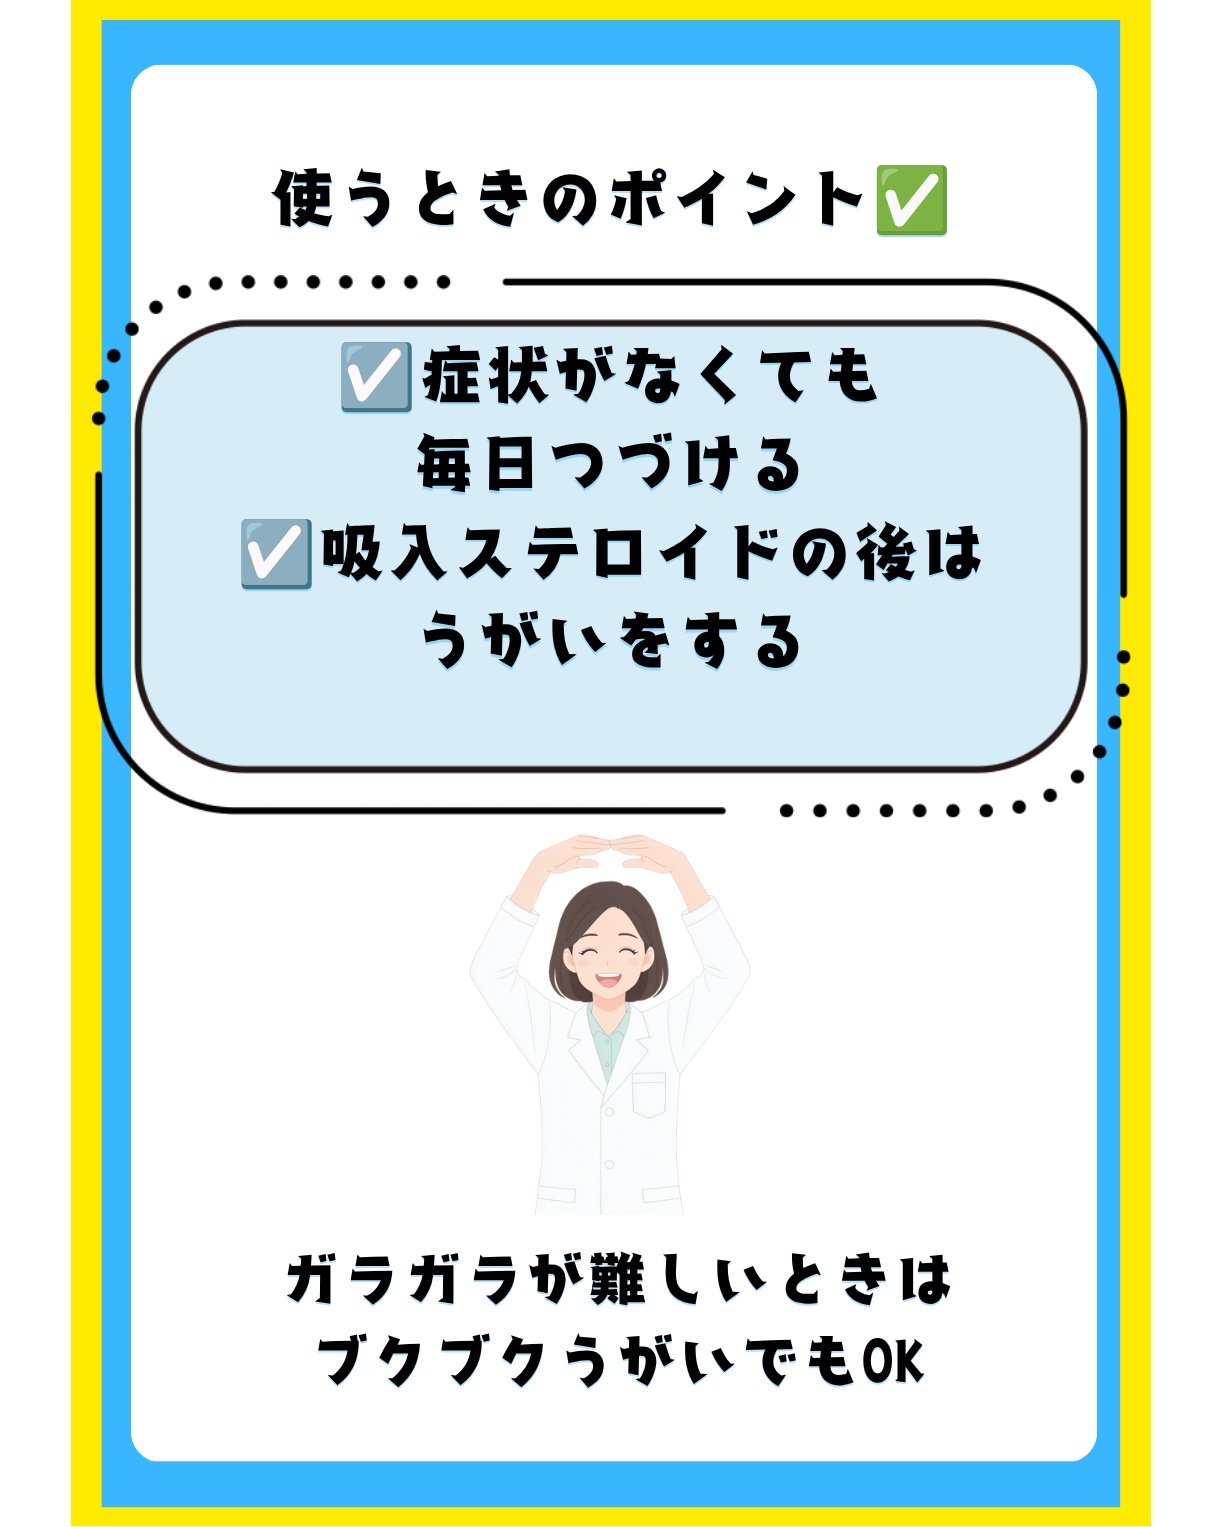 使うときのポイント✅
☑症状がなくても
毎日つづける
☑吸入ステロイドの後は
うがいをする
ガラガラが難しいときは
ブクブクうがいでもOK